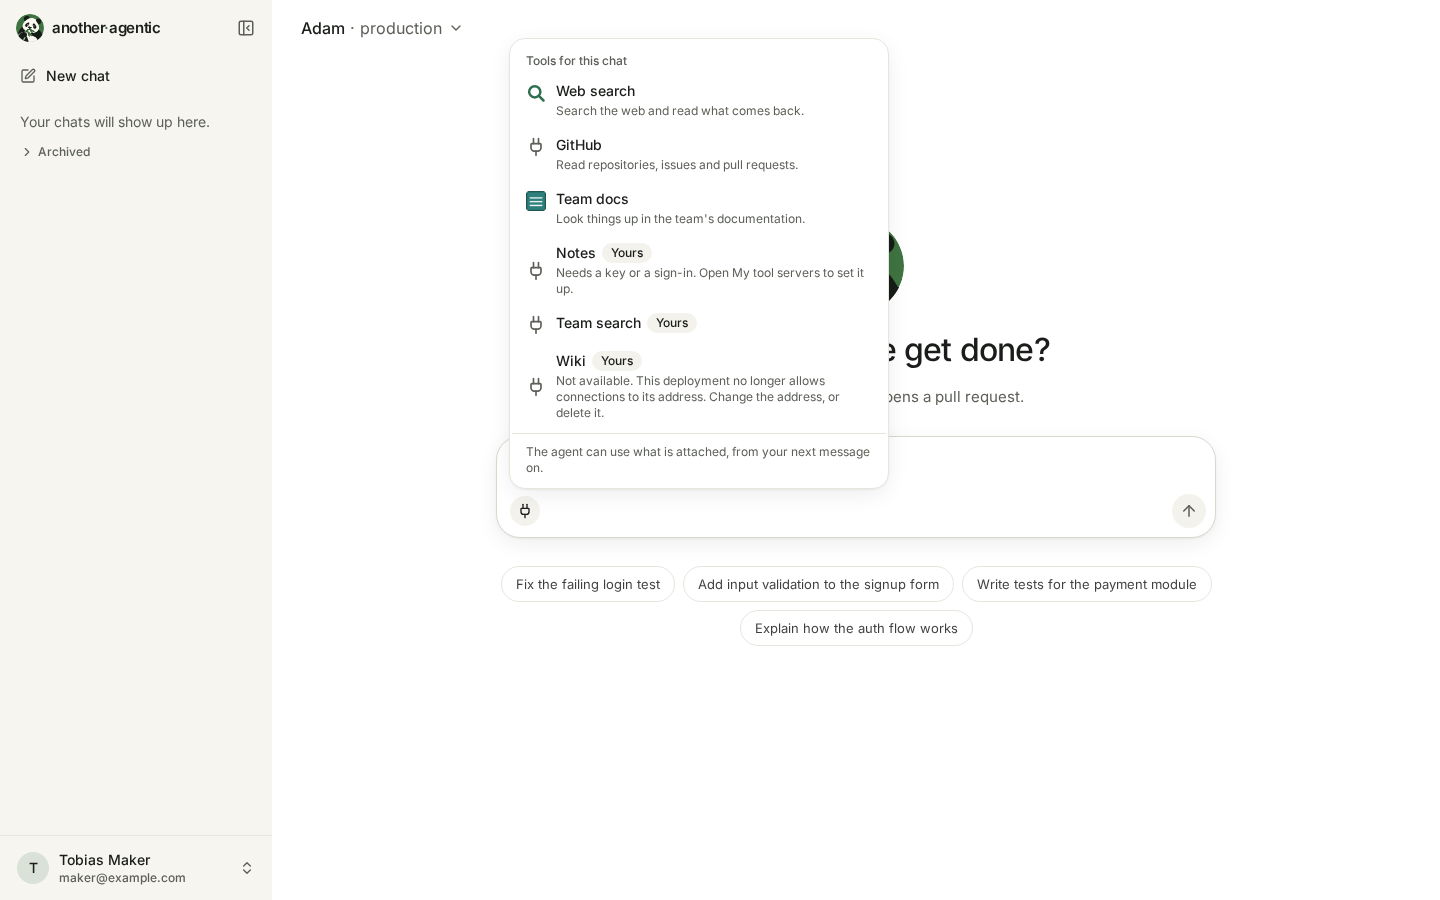 another·agentic
Adam · production
New chat
Your chats will show up here.
Archived
Tools for this chat
Web search
Search the web and read what comes back.
GitHub
Read repositories, issues and pull requests.
Team docs
Look things up in the team's documentation.
Notes Yours
Needs a key or a sign-in. Open My tool servers to set it
up.
Team search Yours
Wiki Yours
Not available. This deployment no longer allows
connections to its address. Change the address, or
delete it.
The agent can use what is attached, from your next message
on.
get done?
a pull request.
Fix the failing login test
Add input validation to the signup form
Write tests for the payment module
Explain how the auth flow works
T
Tobias Maker
maker@example.com